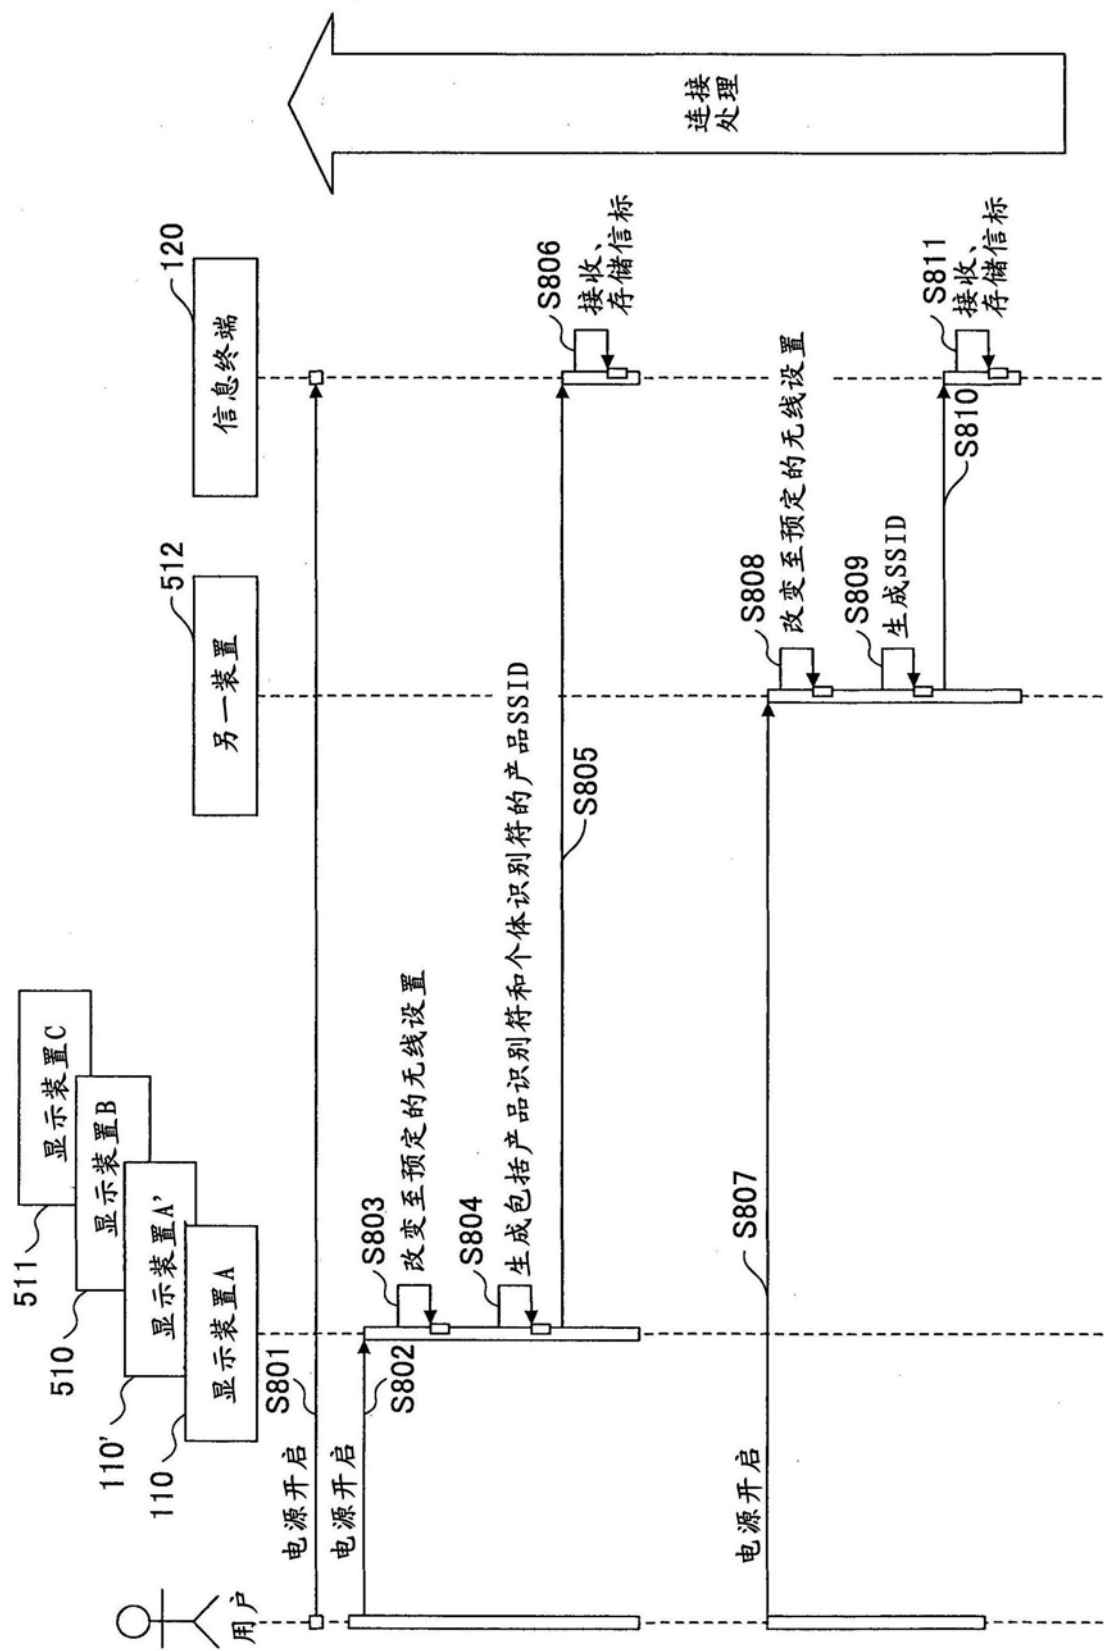 显示装置C
511
显示装置B
510
显示装置A'
110'
显示装置A
110
另一装置
512
信息终端
120
用户
电源开启
S801
电源开启
S802
S803
改变至预定的无线设置
S804
生成包括产品识别符和个体识别符的产品SSID
S805
S806
接收、
存储信标
电源开启
S807
S808
改变至预定的无线设置
S809
生成SSID
S810
S811
接收、
存储信标
连接
处理